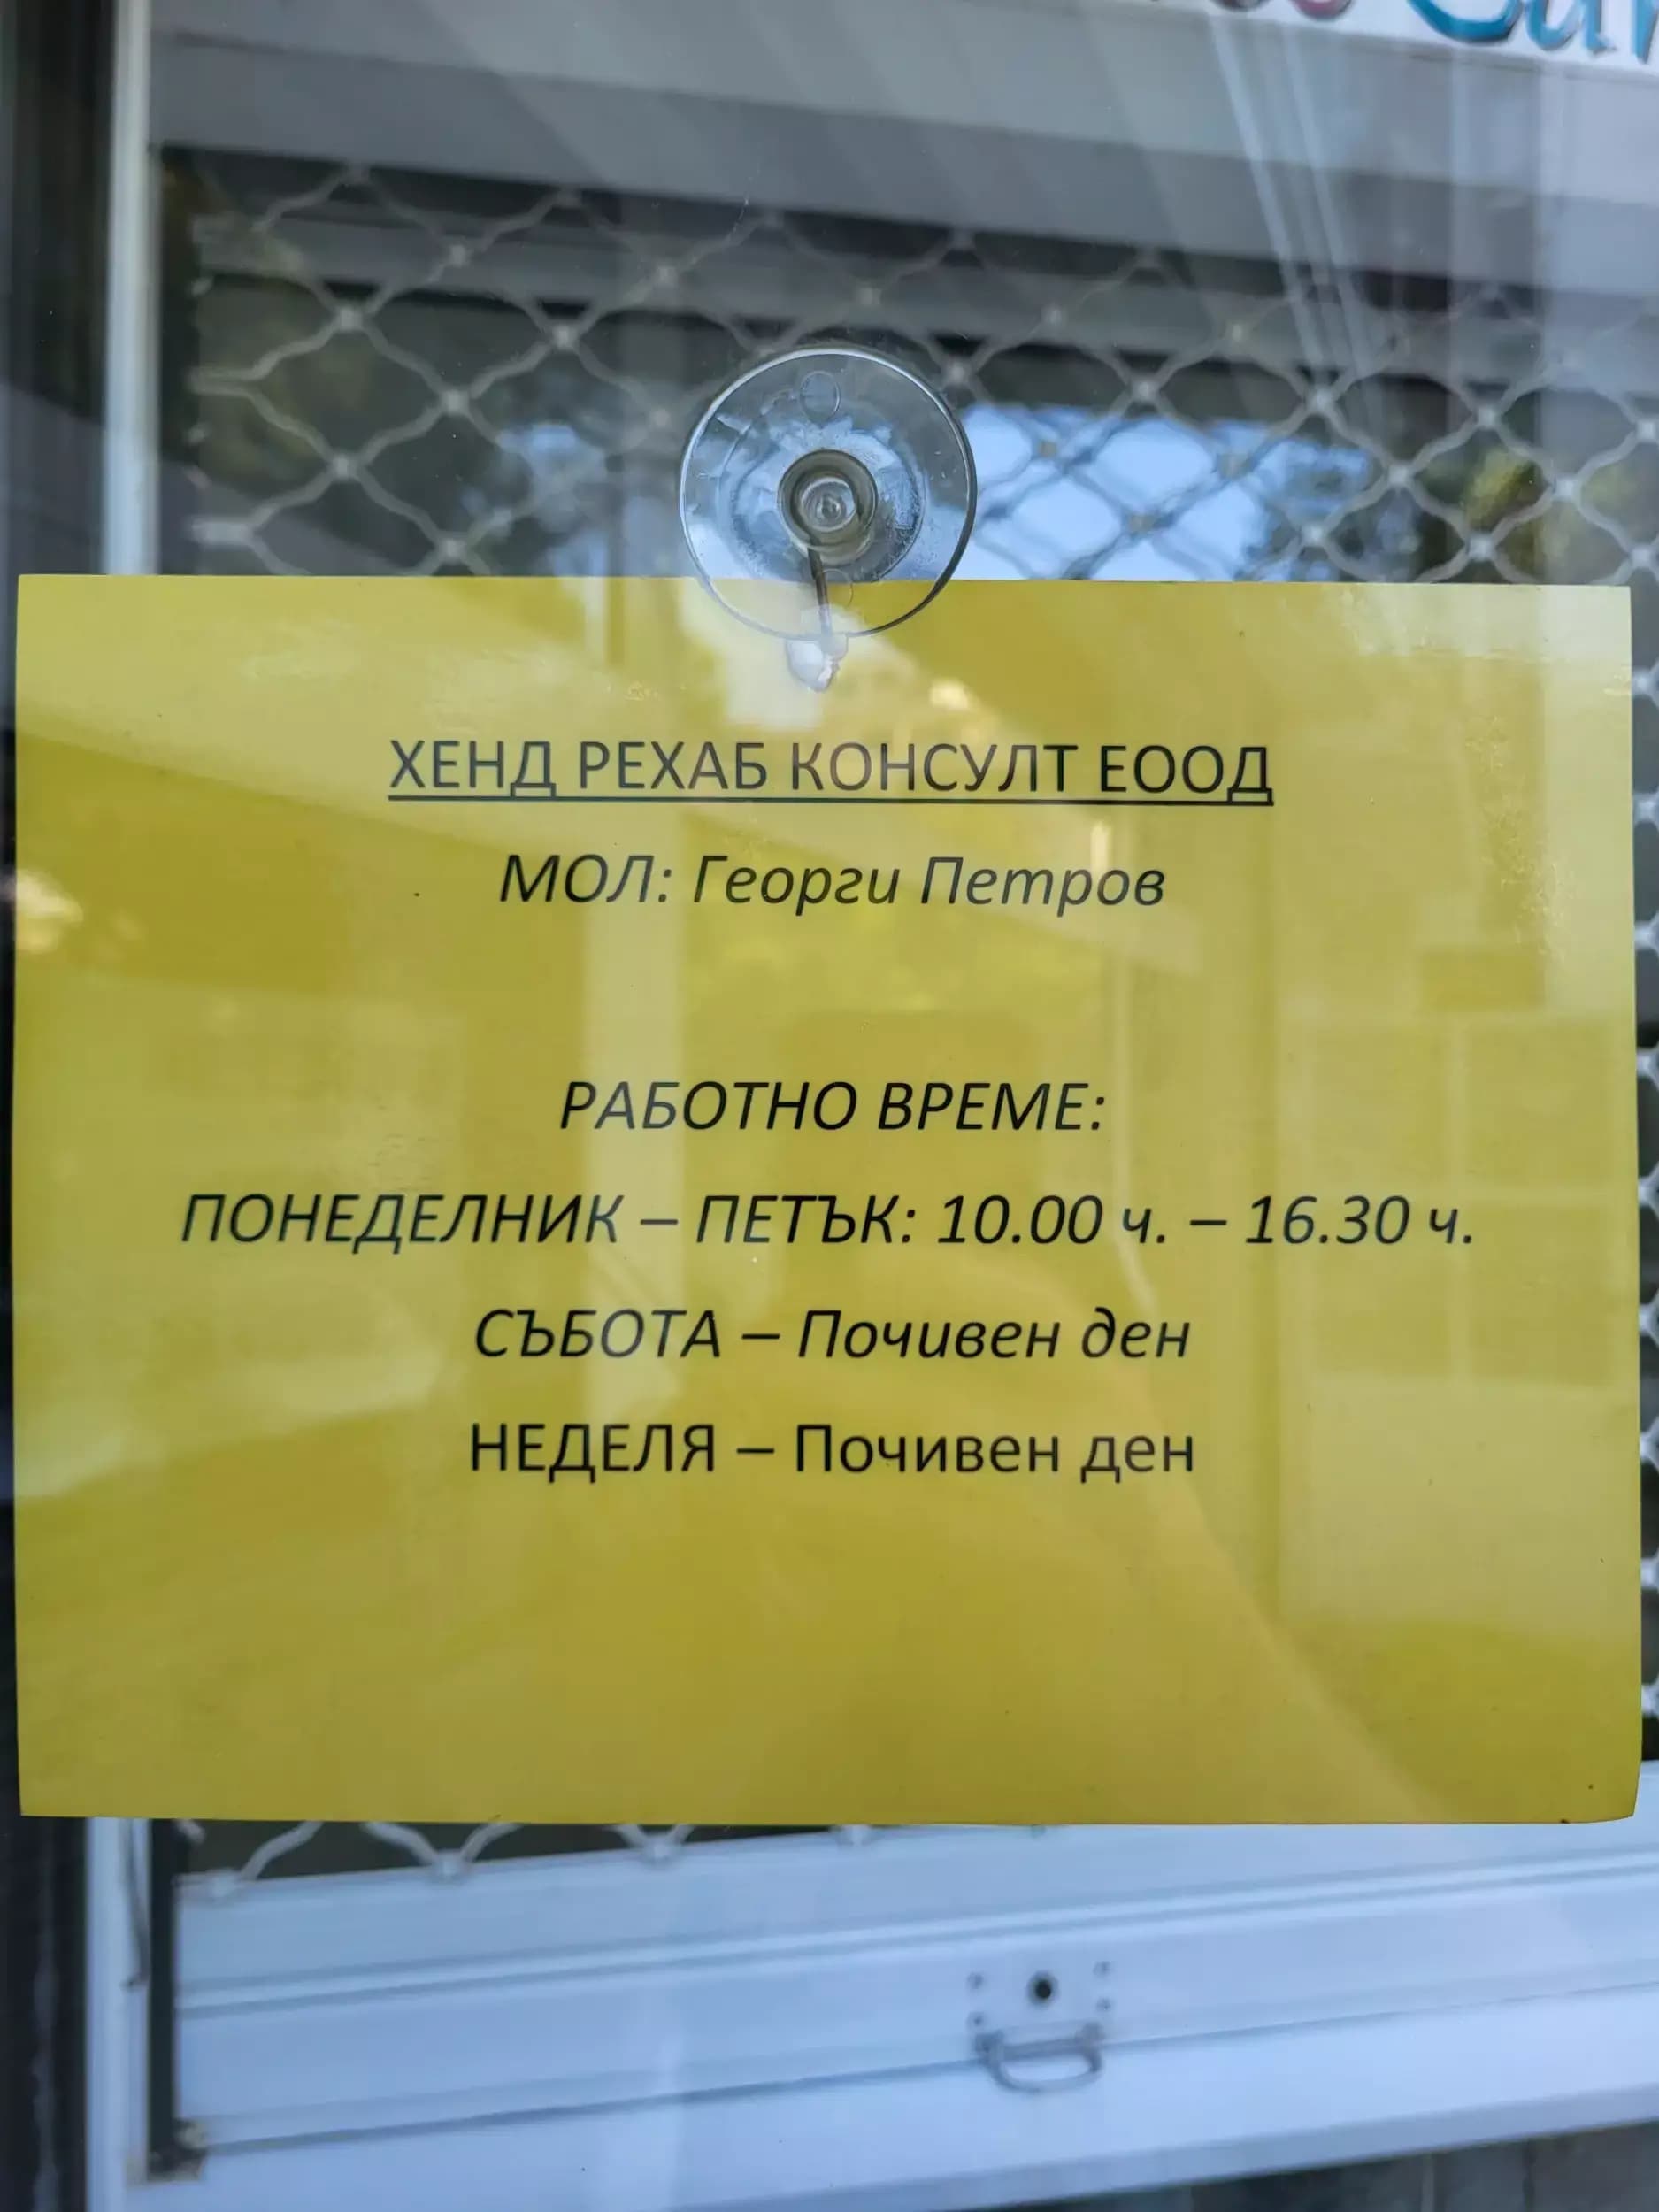 ХЕНД РЕХАБ КОНСУЛТ ЕООД
МОЛ: Георги Петров
РАБОТНО ВРЕМЕ:
ПОНЕДЕЛНИК – ПЕТЪК: 10.00 ч. – 16.30 ч.
СЪБОТА – Почивен ден
НЕДЕЛЯ – Почивен ден